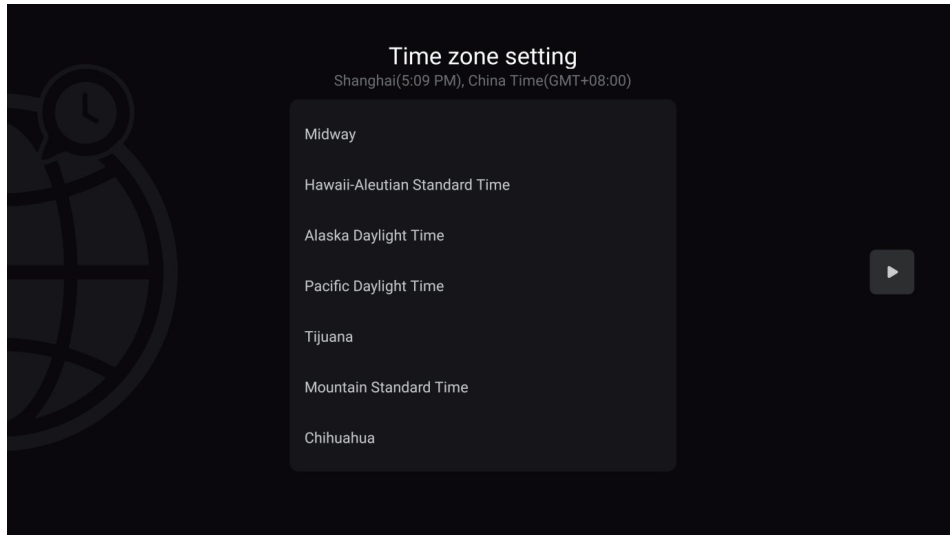 Time zone setting
Shanghai(5:09 PM), China Time(GMT+08:00)
Midway
Hawaii-Aleutian Standard Time
Alaska Daylight Time
Pacific Daylight Time
Tijuana
Mountain Standard Time
Chihuahua